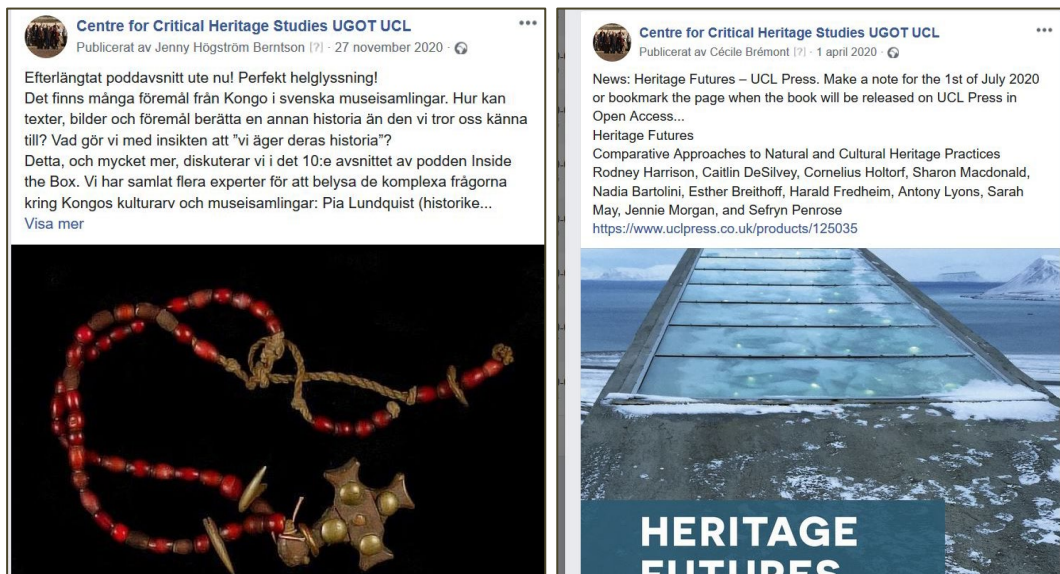 Centre for Critical Heritage Studies UGOT UCL
Publicerat av Jenny Högström Berntson [?] · 27 november 2020 ·
Efterlängtat poddavsnitt ute nu! Perfekt helglyssning!
Det finns många föremål från Kongo i svenska museisamlingar. Hur kan
texter, bilder och föremål berätta en annan historia än den vi tror oss känna
till? Vad gör vi med insikten att ”vi äger deras historia”?
Detta, och mycket mer, diskuterar vi i det 10:e avsnittet av podden Inside
the Box. Vi har samlat flera experter för att belysa de komplexa frågorna
kring Kongos kulturarv och museisamlingar: Pia Lundquist (historike...
Visa mer
Centre for Critical Heritage Studies UGOT UCL
Publicerat av Cécile Brémont [?] · 1 april 2020 ·
News: Heritage Futures – UCL Press. Make a note for the 1st of July 2020
or bookmark the page when the book will be released on UCL Press in
Open Access...
Heritage Futures
Comparative Approaches to Natural and Cultural Heritage Practices
Rodney Harrison, Caitlin DeSilvey, Cornelius Holtorf, Sharon Macdonald,
Nadia Bartolini, Esther Breithoff, Harald Fredheim, Antony Lyons, Sarah
May, Jennie Morgan, and Sefryn Penrose
https://www.uclpress.co.uk/products/125035
HERITAGE
FUTURES